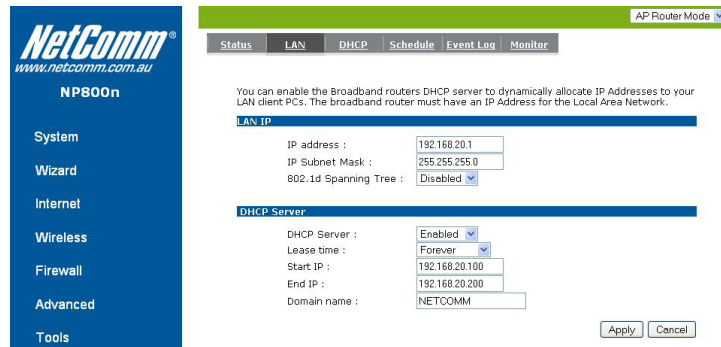 AP Router Mode
NetComm®
www.netcomm.com.au
NP800n
System
Wizard
Internet
Wireless
Firewall
Advanced
Tools
Status LAN DHCP Schedule Event Log Monitor
You can enable the Broadband routers DHCP server to dynamically allocate IP Addresses to your
LAN client PCs. The broadband router must have an IP Address for the Local Area Network.
LAN IP
IP address : 192.168.20.1
IP Subnet Mask : 255.255.255.0
802.1d Spanning Tree : Disabled
DHCP Server
DHCP Server : Enabled
Lease time : Forever
Start IP : 192.168.20.100
End IP : 192.168.20.200
Domain name : NETCOMM
Apply Cancel